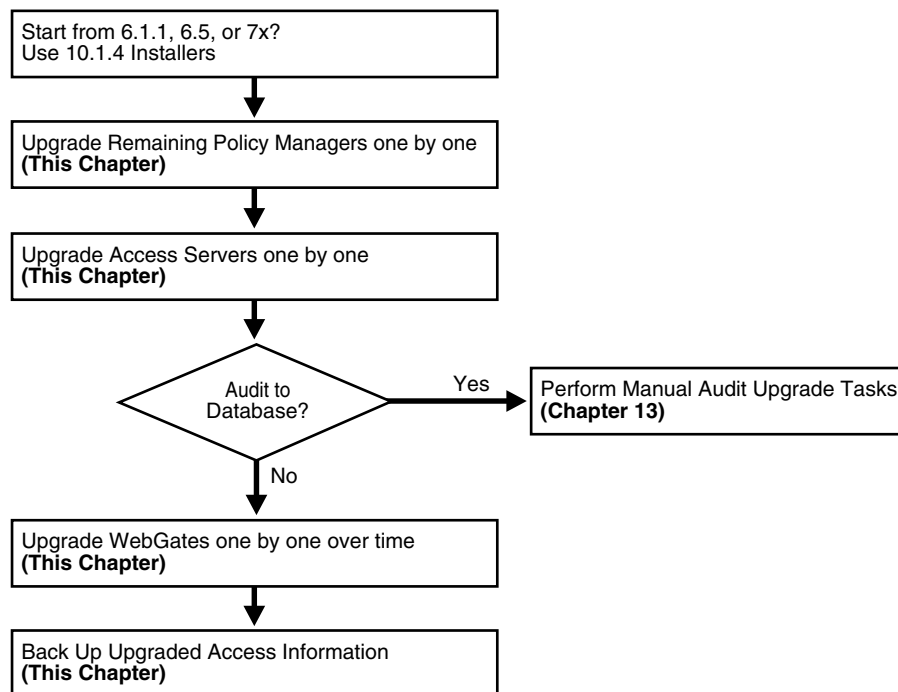 Start from 6.1.1, 6.5, or 7x?
Use 10.1.4 Installers
Upgrade Remaining Policy Managers one by one
(This Chapter)
Upgrade Access Servers one by one
(This Chapter)
Audit to
Database?
Yes
Perform Manual Audit Upgrade Tasks
(Chapter 13)
No
Upgrade WebGates one by one over time
(This Chapter)
Back Up Upgraded Access Information
(This Chapter)